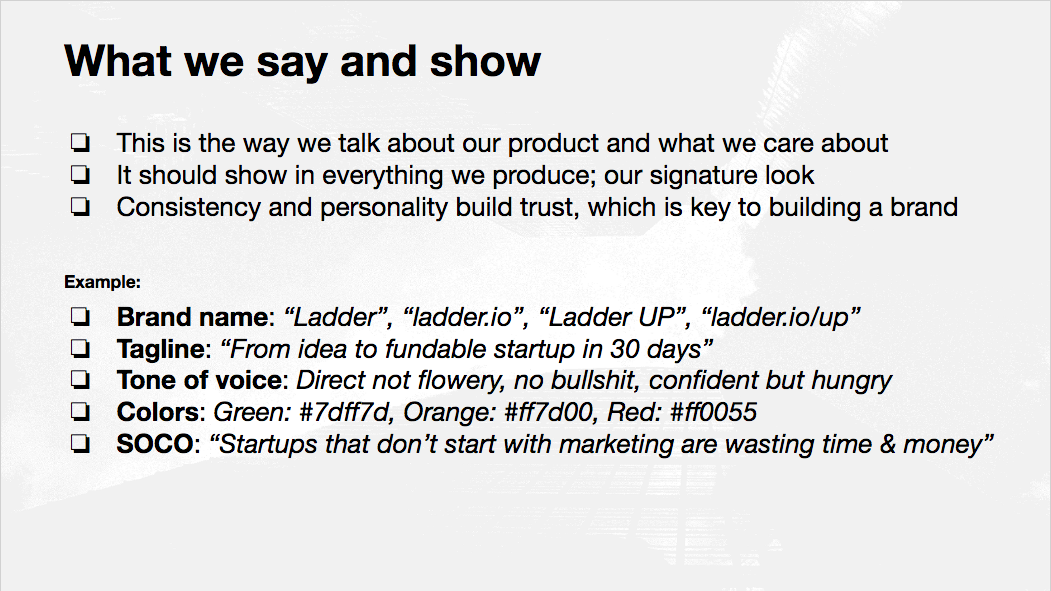 What we say and show
❏ This is the way we talk about our product and what we care about
❏ It should show in everything we produce; our signature look
❏ Consistency and personality build trust, which is key to building a brand
Example:
❏ Brand name: “Ladder”, “ladder.io”, “Ladder UP”, “ladder.io/up”
❏ Tagline: “From idea to fundable startup in 30 days”
❏ Tone of voice: Direct not flowery, no bullshit, confident but hungry
❏ Colors: Green: #7dff7d, Orange: #ff7d00, Red: #ff0055
❏ SOCO: “Startups that don’t start with marketing are wasting time & money”